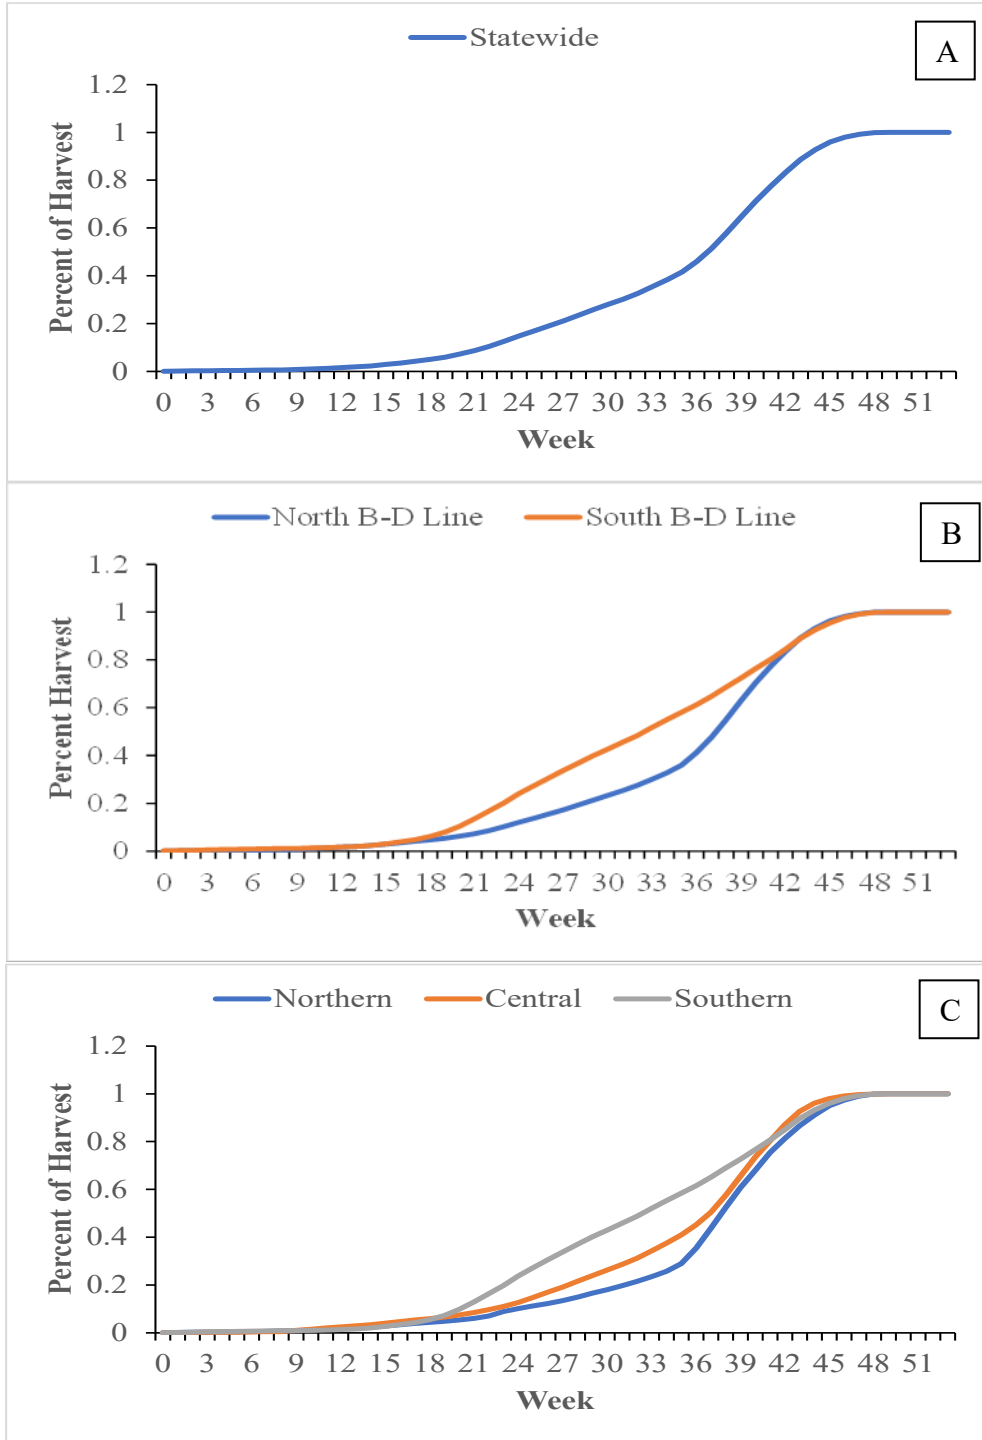 Statewide
A
1.2
1
0.8
0.6
0.4
0.2
0
Percent of Harvest
0 3 6 9 12 15 18 21 24 27 30 33 36 39 42 45 48 51
Week
North B-D Line South B-D Line
B
1.2
1
0.8
0.6
0.4
0.2
0
Percent Harvest
0 3 6 9 12 15 18 21 24 27 30 33 36 39 42 45 48 51
Week
Northern Central Southern
C
1.2
1
0.8
0.6
0.4
0.2
0
Percent of Harvest
0 3 6 9 12 15 18 21 24 27 30 33 36 39 42 45 48 51
Week